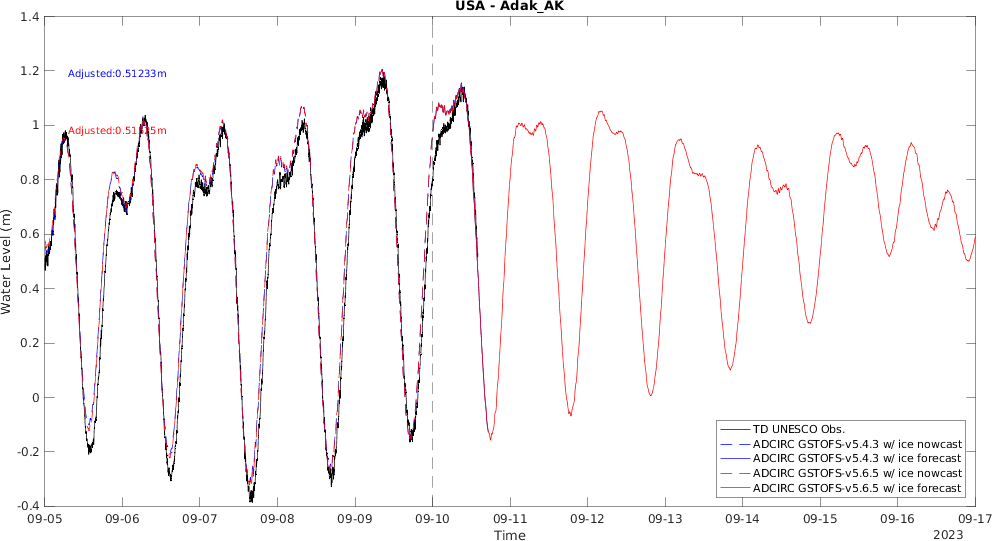 USA - Adak_AK
1.4
1.2
1
0.8
0.6
0.4
0.2
0
-0.2
-0.4
Water Level (m)
Adjusted:0.51233m
TD UNESCO Obs.
ADCIRC GSTOFS-v5.4.3 w/ ice nowcast
ADCIRC GSTOFS-v5.4.3 w/ ice forecast
ADCIRC GSTOFS-v5.6.5 w/ ice nowcast
ADCIRC GSTOFS-v5.6.5 w/ ice forecast
09-05 09-06 09-07 09-08 09-09 09-10 09-11 09-12 09-13 09-14 09-15 09-16 09-17
Time
2023